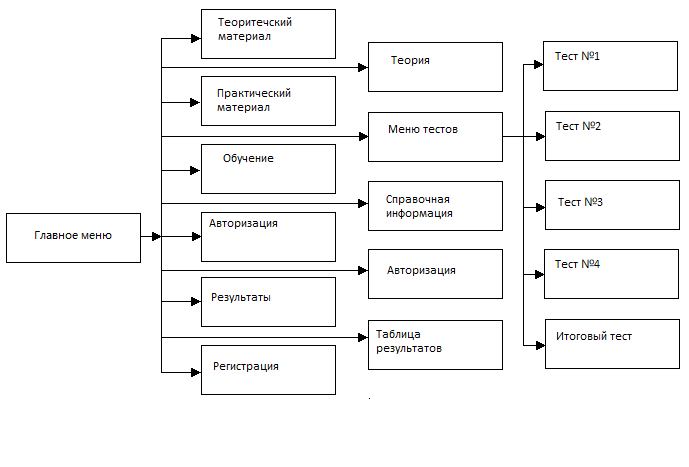 Теоритечский
материал
Теория
Тест №1
Практический
материал
Меню тестов
Тест №2
Обучение
Справочная
информация
Тест №3
Главное меню
Авторизация
Авторизация
Тест №4
Результаты
Таблица
результатов
Итоговый тест
Регистрация